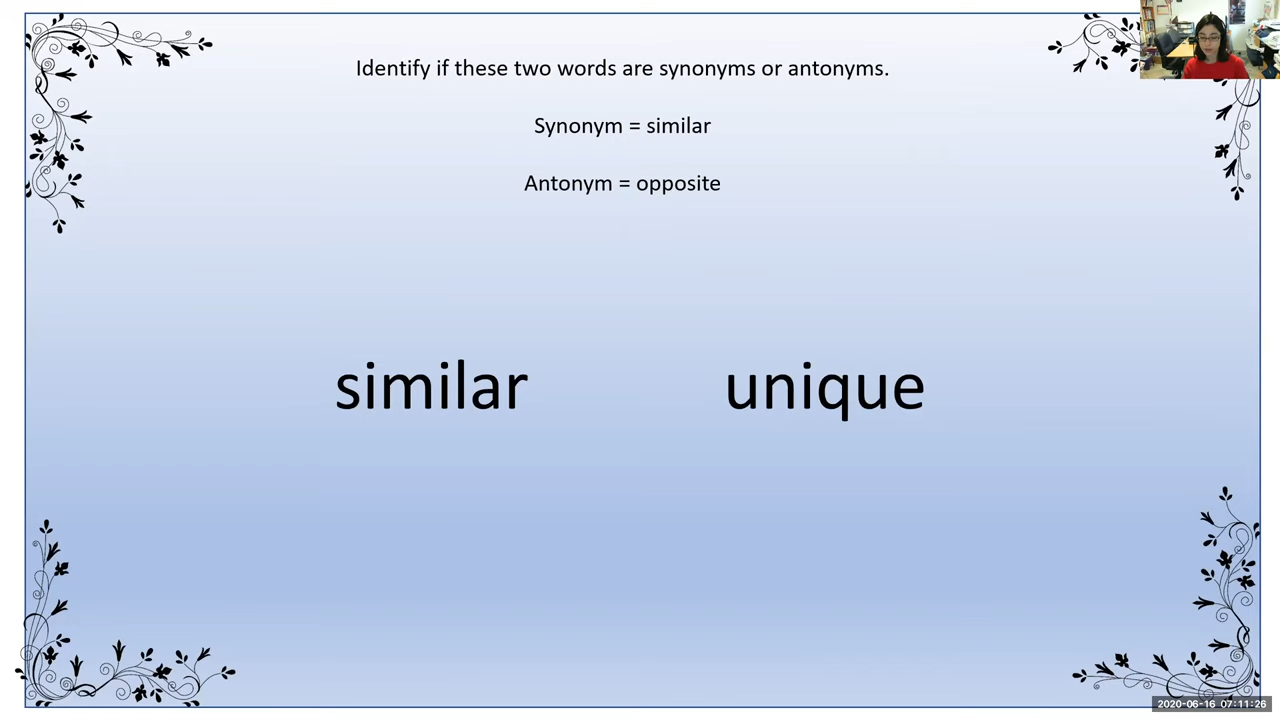 Identify if these two words are synonyms or antonyms.
Synonym = similar
Antonym = opposite
similar unique
2020-06-16 07:11:26